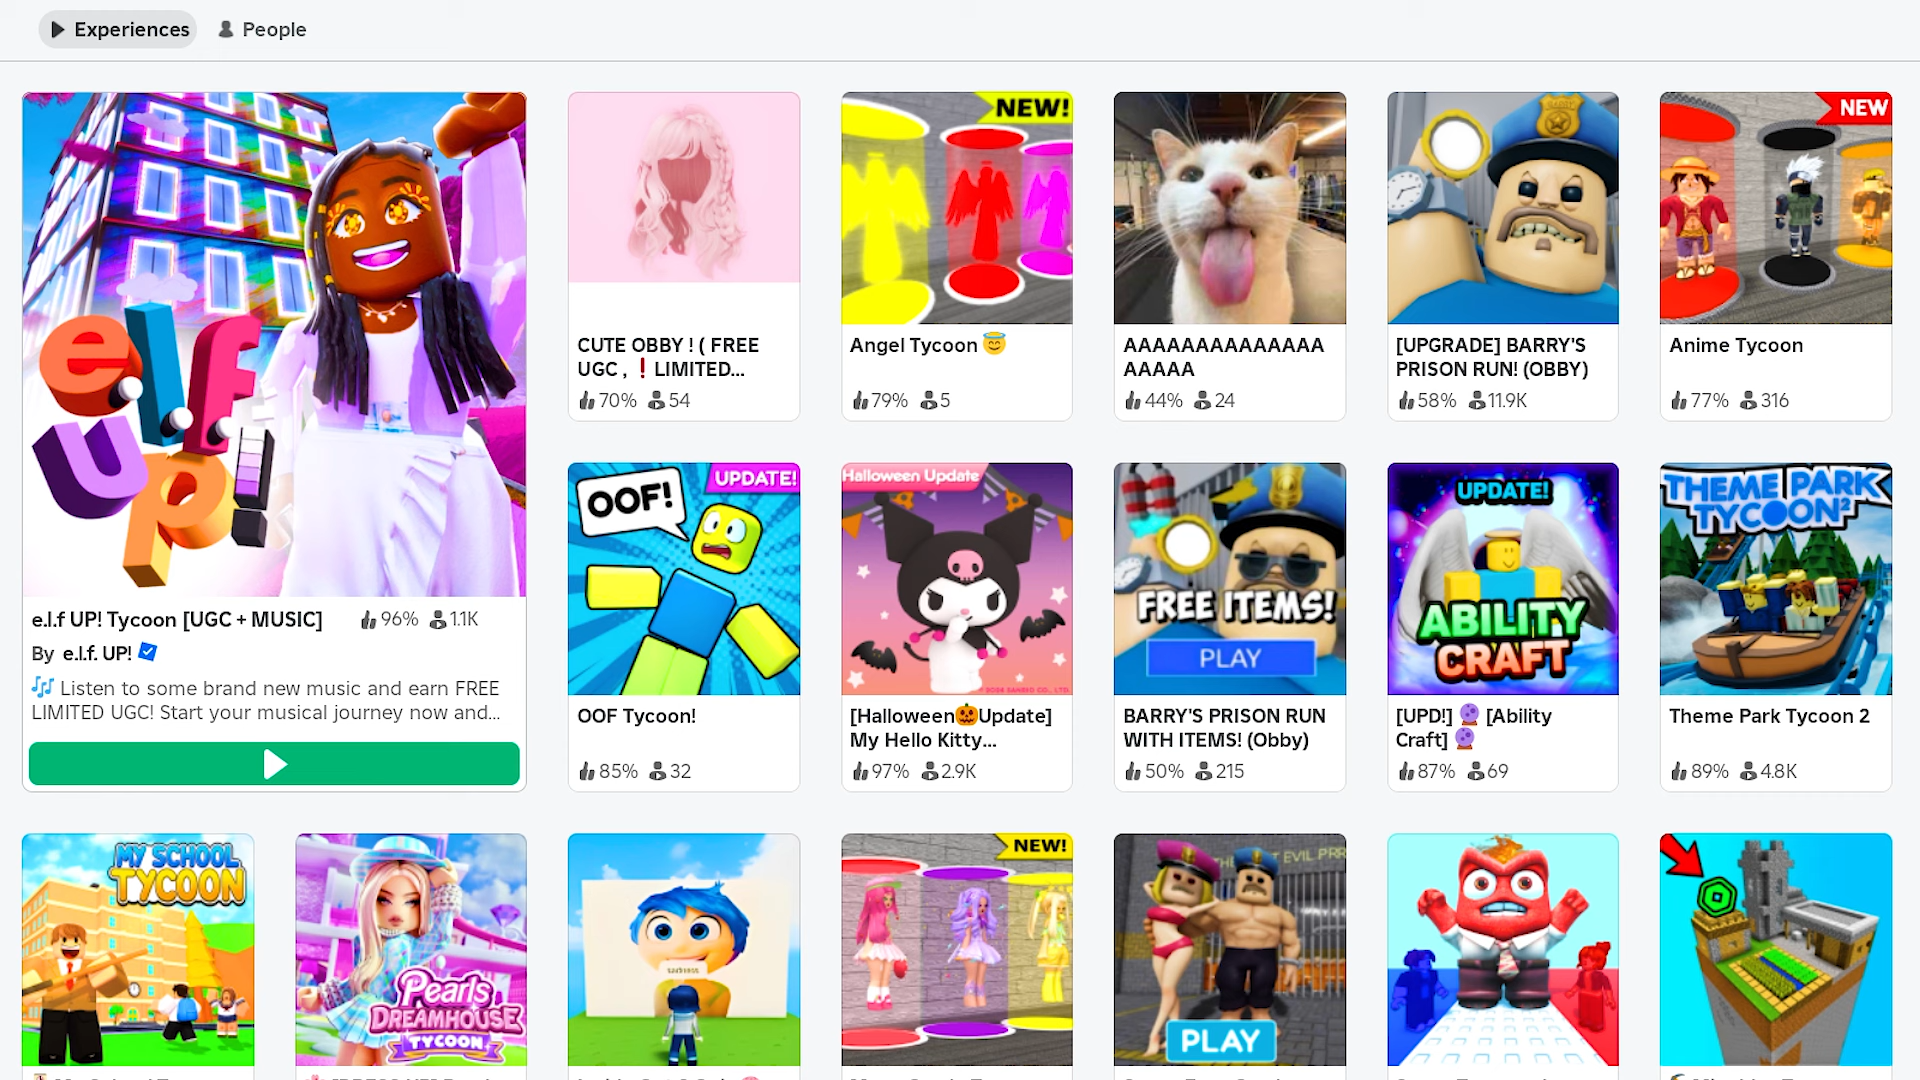 Experiences
People
e.l.f
up!
e.l.f UP! Tycoon [UGC + MUSIC]
96% 1.1K
By e.l.f. UP!
🎶 Listen to some brand new music and earn FREE
LIMITED UGC! Start your musical journey now and...
CUTE OBBY ! ( FREE
UGC , ❗LIMITED...
70% 54
NEW!
Angel Tycoon 😇
79% 5
AAAAAAAAAAAAAA
AAAAA
44% 24
[UPGRADE] BARRY'S
PRISON RUN! (OBBY)
58% 11.9K
NEW
Anime Tycoon
77% 316
OOF!
UPDATE!
OOF Tycoon!
85% 32
Halloween Update
[Halloween🎃Update]
My Hello Kitty...
97% 2.9K
FREE ITEMS!
PLAY
BARRY'S PRISON RUN
WITH ITEMS! (Obby)
50% 215
UPDATE!
ABILITY
CRAFT
[UPD!] 🔮 [Ability
Craft] 🔮
87% 69
THEME PARK
TYCOON²
Theme Park Tycoon 2
89% 4.8K
MY SCHOOL
TYCOON
Pearl's
DREAMHOUSE
TYCOON
NEW!
EVIL
PLAY